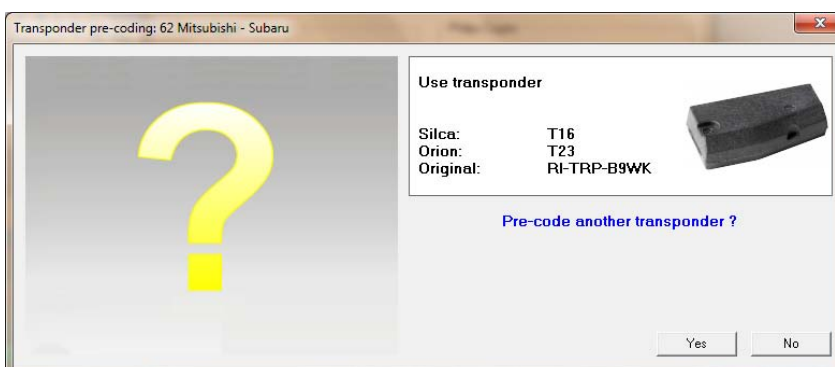 Transponder pre-coding: 62 Mitsubishi - Subaru
Use transponder
Silca: T16
Orion: T23
Original: RI-TRP-B9WK
Pre-code another transponder ?
Yes No